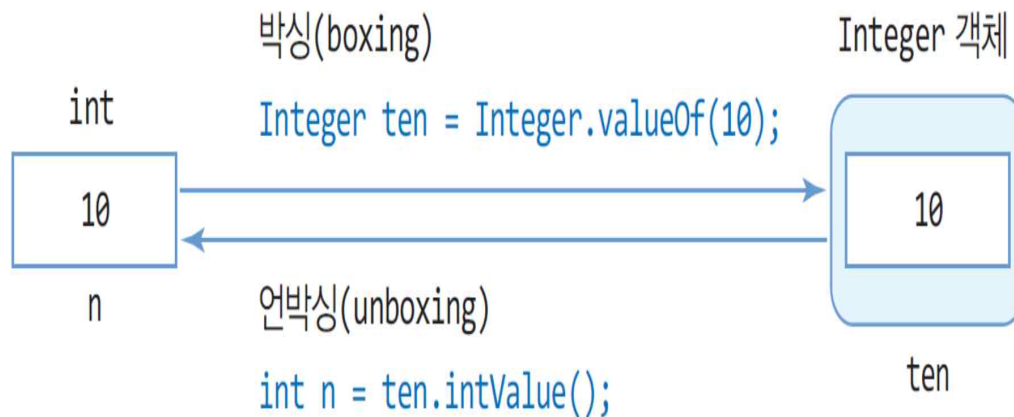 박싱(boxing)
Integer 객체
int
Integer ten = Integer.valueOf(10);
10
10
n
언박싱(unboxing)
ten
int n = ten.intValue();